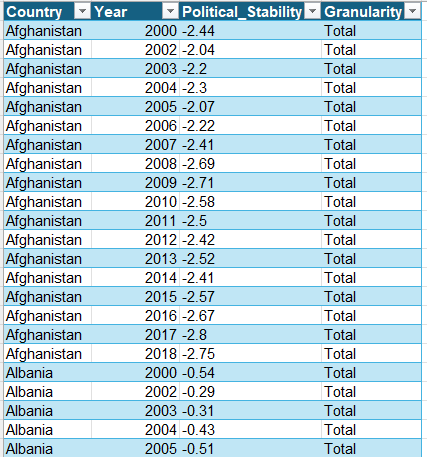 Country Year Political_Stability Granularity
Afghanistan 2000 -2.44 Total
Afghanistan 2002 -2.04 Total
Afghanistan 2003 -2.2 Total
Afghanistan 2004 -2.3 Total
Afghanistan 2005 -2.07 Total
Afghanistan 2006 -2.22 Total
Afghanistan 2007 -2.41 Total
Afghanistan 2008 -2.69 Total
Afghanistan 2009 -2.71 Total
Afghanistan 2010 -2.58 Total
Afghanistan 2011 -2.5 Total
Afghanistan 2012 -2.42 Total
Afghanistan 2013 -2.52 Total
Afghanistan 2014 -2.41 Total
Afghanistan 2015 -2.57 Total
Afghanistan 2016 -2.67 Total
Afghanistan 2017 -2.8 Total
Afghanistan 2018 -2.75 Total
Albania 2000 -0.54 Total
Albania 2002 -0.29 Total
Albania 2003 -0.31 Total
Albania 2004 -0.43 Total
Albania 2005 -0.51 Total